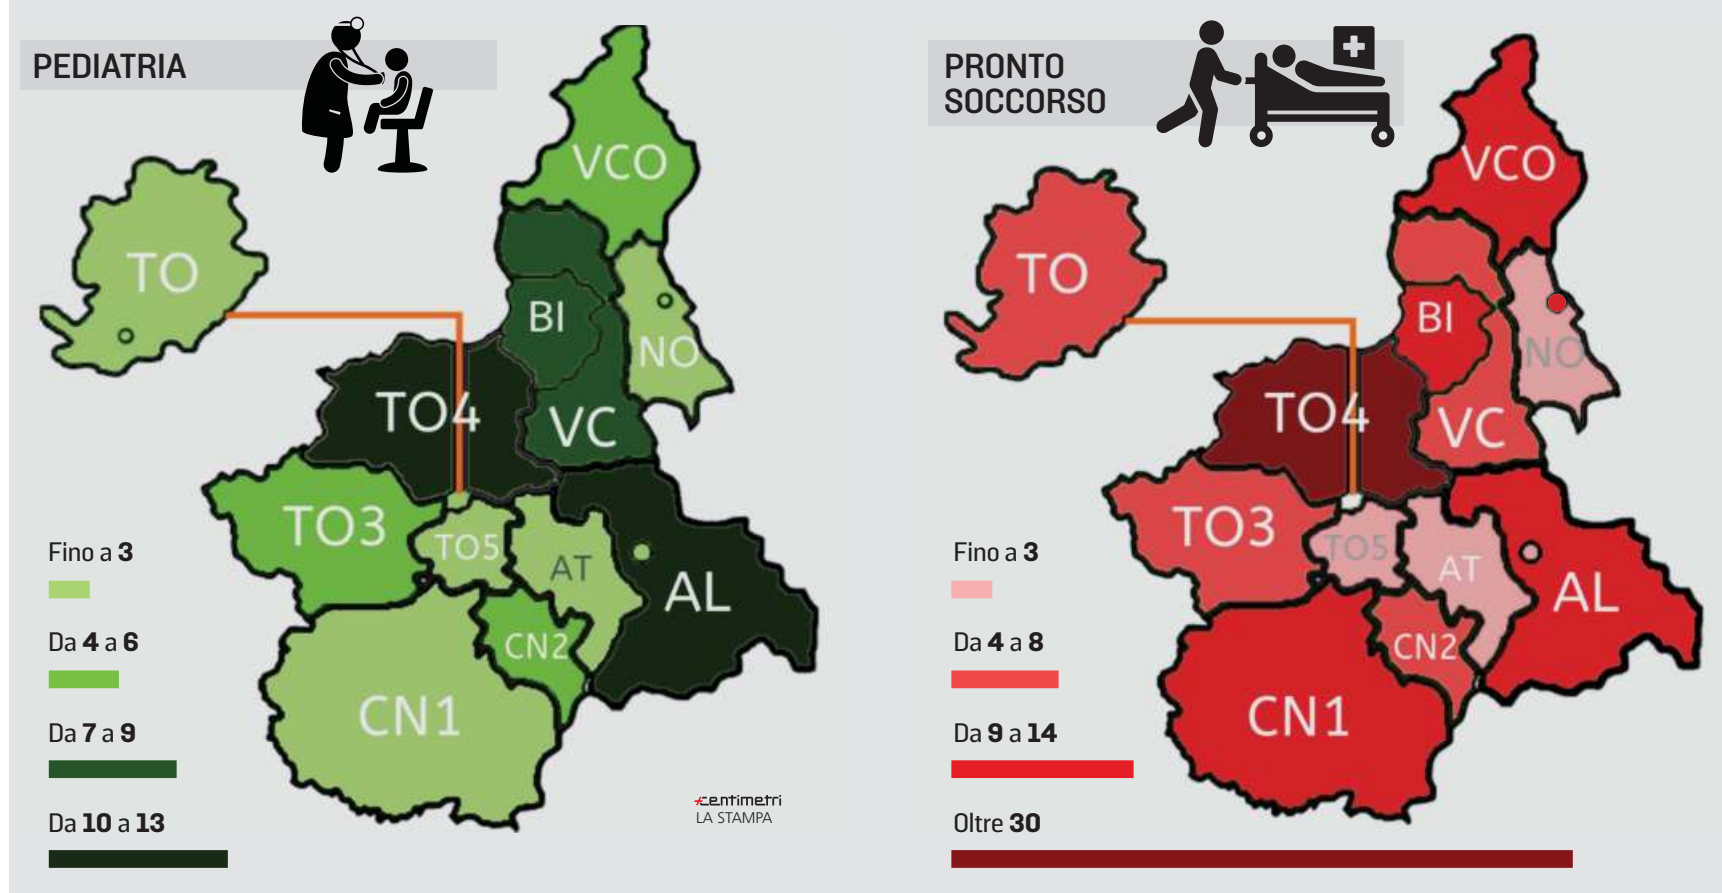 PEDIATRIA
VCO
TO
BI
NO
TO4
VC
TO3
TO5
AT
AL
CN2
CN1
Fino a 3
Da 4 a 6
Da 7 a 9
Da 10 a 13
centimetri
LA STAMPA
PRONTO
SOCCORSO
VCO
TO
BI
NO
TO4
VC
TO3
TO5
AT
AL
CN2
CN1
Fino a 3
Da 4 a 8
Da 9 a 14
Oltre 30